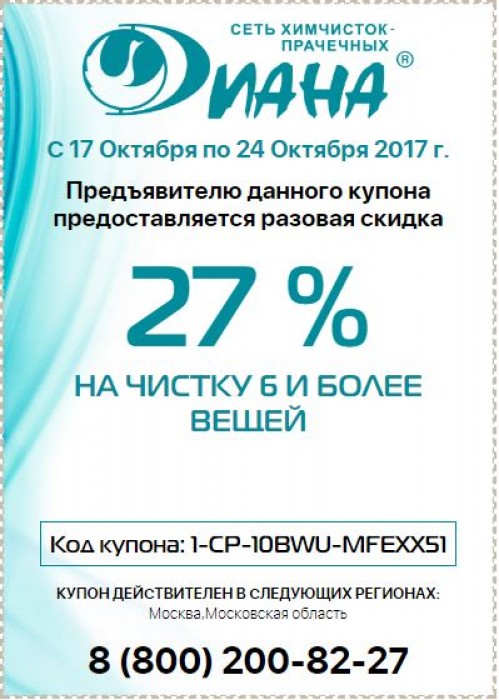 СЕТЬ ХИМЧИСТОК-
ПРАЧЕЧНЫХ
ДИАНА®
С 17 Октября по 24 Октября 2017 г.
Предъявителю данного купона
предоставляется разовая скидка
27 %
НА ЧИСТКУ 6 И БОЛЕЕ
ВЕЩЕЙ
Код купона: 1-CP-10BWU-MFEXX51
КУПОН ДЕЙСТВИТЕЛЕН В СЛЕДУЮЩИХ РЕГИОНАХ:
Москва,Московская область
8 (800) 200-82-27